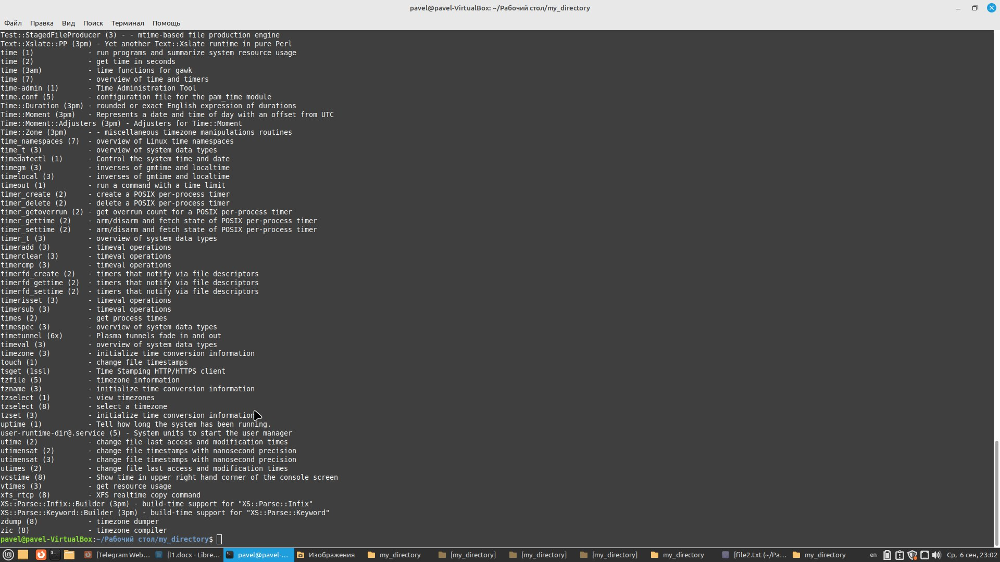 pavel@pavel-VirtualBox: ~/Рабочий стол/my_directory
Файл Правка Вид Поиск Терминал Помощь
Test::StagedFileProducer (3) - - mtime-based file production engine
Text::Xslate::PP (3pm) - Yet another Text::Xslate runtime in pure Perl
time (1)             - run programs and summarize system resource usage
time (2)             - get time in seconds
time (3am)           - time functions for gawk
time (7)             - overview of time and timers
time-admin (1)       - Time Administration Tool
time.conf (5)        - configuration file for the pam_time module
Time::Duration (3pm) - rounded or exact English expression of durations
Time::Moment (3pm)   - Represents a date and time of day with an offset from UTC
Time::Moment::Adjusters (3pm) - Adjusters for Time::Moment
Time::Zone (3pm)     - - miscellaneous timezone manipulations routines
time_namespaces (7)  - overview of Linux time namespaces
time_t (3)           - overview of system data types
timedatectl (1)      - Control the system time and date
timegm (3)           - inverses of gmtime and localtime
timelocal (3)        - inverses of gmtime and localtime
timeout (1)          - run a command with a time limit
timer_create (2)     - create a POSIX per-process timer
timer_delete (2)     - delete a POSIX per-process timer
timer_getoverrun (2) - get overrun count for a POSIX per-process timer
timer_gettime (2)    - arm/disarm and fetch state of POSIX per-process timer
timer_settime (2)    - arm/disarm and fetch state of POSIX per-process timer
timer_t (3)          - overview of system data types
timeradd (3)         - timeval operations
timerclear (3)       - timeval operations
timercmp (3)         - timeval operations
timerfd_create (2)   - timers that notify via file descriptors
timerfd_gettime (2)  - timers that notify via file descriptors
timerfd_settime (2)  - timers that notify via file descriptors
timerisset (3)       - timeval operations
timersub (3)         - timeval operations
times (2)            - get process times
timespec (3)         - overview of system data types
timetunnel (6x)      - Plasma tunnels fade in and out
timeval (3)          - overview of system data types
timezone (3)         - initialize time conversion information
touch (1)            - change file timestamps
tsget (1ssl)         - Time Stamping HTTP/HTTPS client
tzfile (5)           - timezone information
tzname (3)           - initialize time conversion information
tzselect (1)         - view timezones
tzselect (8)         - select a timezone
tzset (3)            - initialize time conversion information
uptime (1)           - Tell how long the system has been running.
user-runtime-dir@.service (5) - System units to start the user manager
utime (2)            - change file last access and modification times
utimensat (2)        - change file timestamps with nanosecond precision
utimensat (3)        - change file timestamps with nanosecond precision
utimes (2)           - change file last access and modification times
vcstime (8)          - Show time in upper right hand corner of the console screen
vtimes (3)           - get resource usage
xfs_rtcp (8)         - XFS realtime copy command
XS::Parse::Infix::Builder (3pm) - build-time support for "XS::Parse::Infix"
XS::Parse::Keyword::Builder (3pm) - build-time support for "XS::Parse::Keyword"
zdump (8)            - timezone dumper
zic (8)              - timezone compiler
pavel@pavel-VirtualBox:~/Рабочий стол/my_directory$
[Telegram Web... [l1.docx - Libre... pavel@pavel-... Изображения my_directory [my_directory] [my_directory] [my_directory] my_directory [file2.txt (~/Ра... my_directory en Ср, 6 сен, 23:02